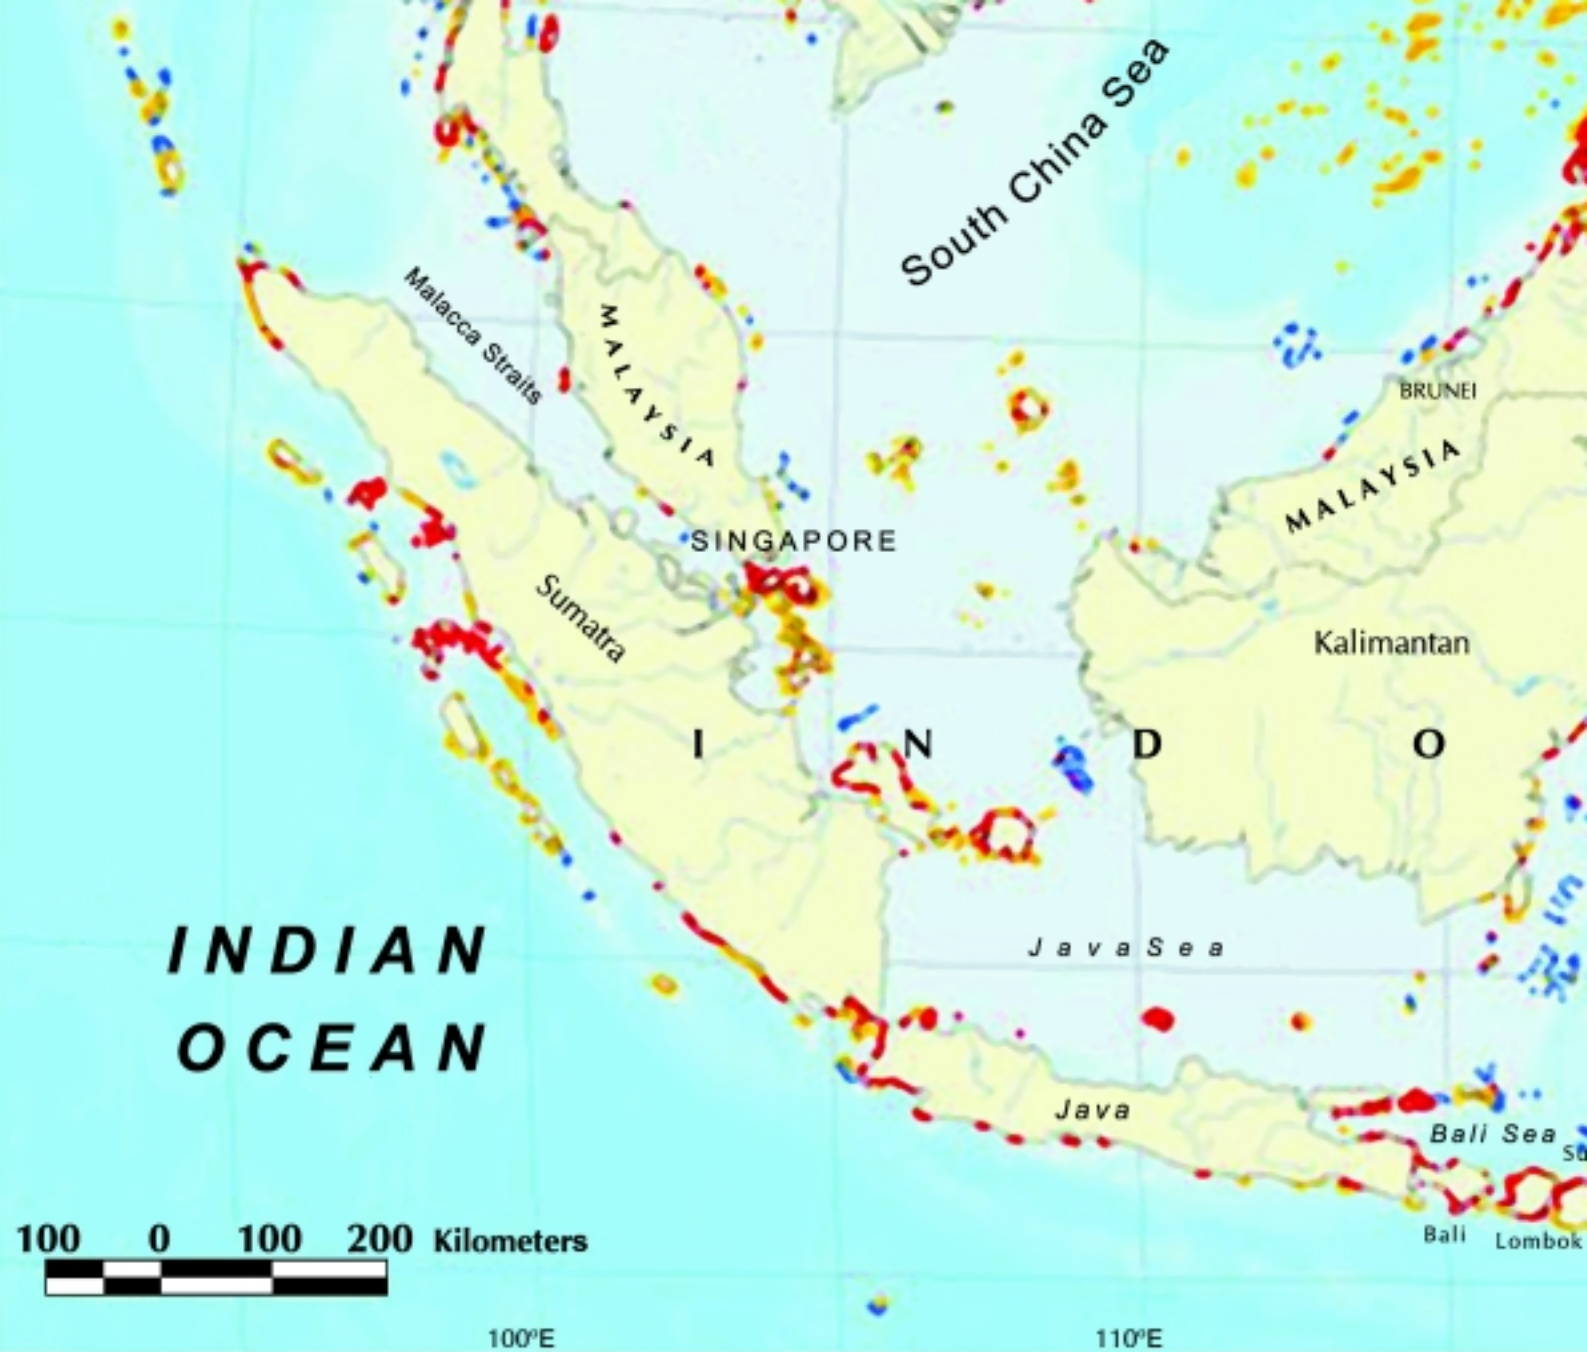 South China Sea
Malacca Straits
MALAYSIA
BRUNEI
MALAYSIA
SINGAPORE
Sumatra
Kalimantan
I N D O
INDIAN
OCEAN
Java Sea
Java
Bali Sea
Su
Bali
Lombok
100 0 100 200 Kilometers
100°E
110°E